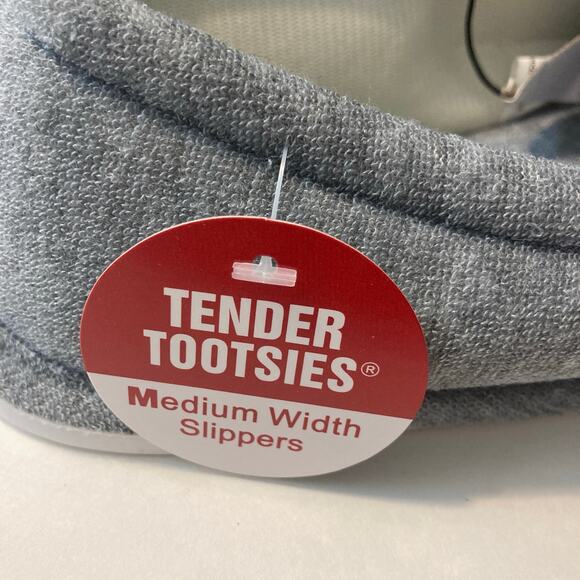 TENDER
TOOTSIES®
Medium Width
Slippers